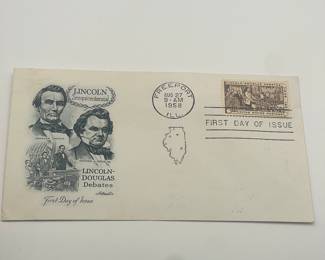 LINCOLN
Sesquicentennial
LINCOLN-
DOUGLAS
Debates
First Day of Issue
FREEPORT
AUG 27
9 - AM
1958
ILL.
FIRST DAY OF ISSUE